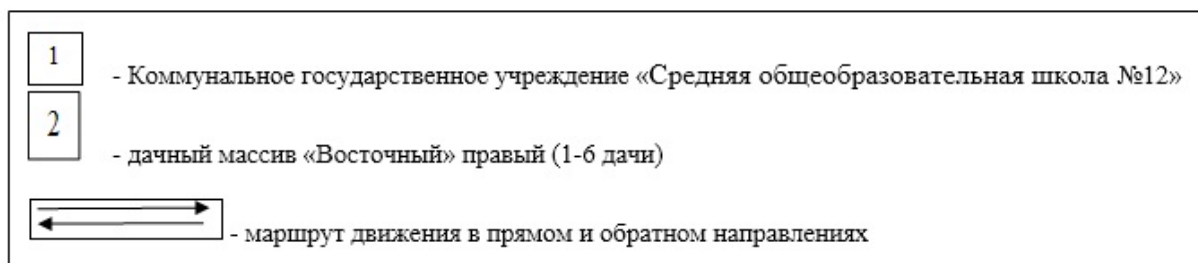 1
- Коммунальное государственное учреждение «Средняя общеобразовательная школа №12»
2
- дачный массив «Восточный» правый (1-6 дачи)
- маршрут движения в прямом и обратном направлениях